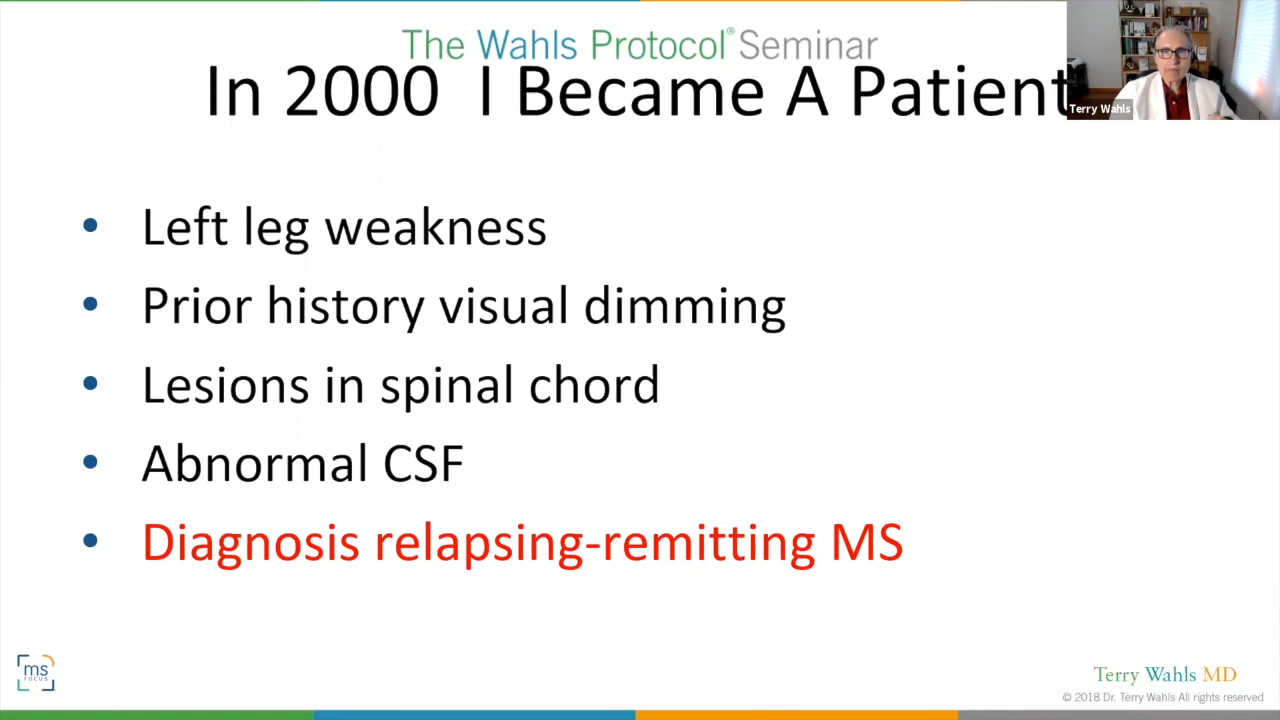 The Wahls Protocol® Seminar
In 2000 I Became A Patient
Terry Wahls
• Left leg weakness
• Prior history visual dimming
• Lesions in spinal chord
• Abnormal CSF
• Diagnosis relapsing-remitting MS
ms
FOCUS
Terry Wahls MD
© 2018 Dr. Terry Wahls All rights reserved